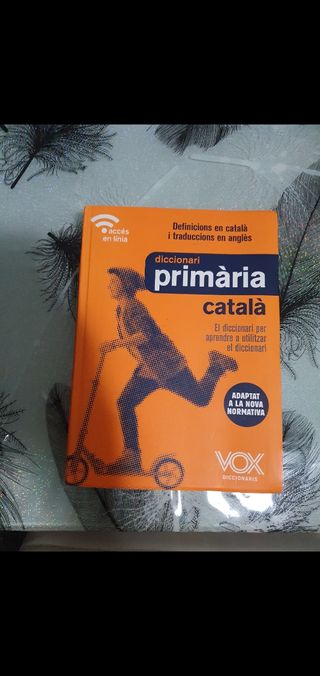 accés
en línia
Definicions en català
i traduccions en anglès
diccionari
primària
català
El diccionari per
aprendre a utilitzar
el diccionari
ADAPTAT
A LA NOVA
NORMATIVA
VOX
DICCIONARIS